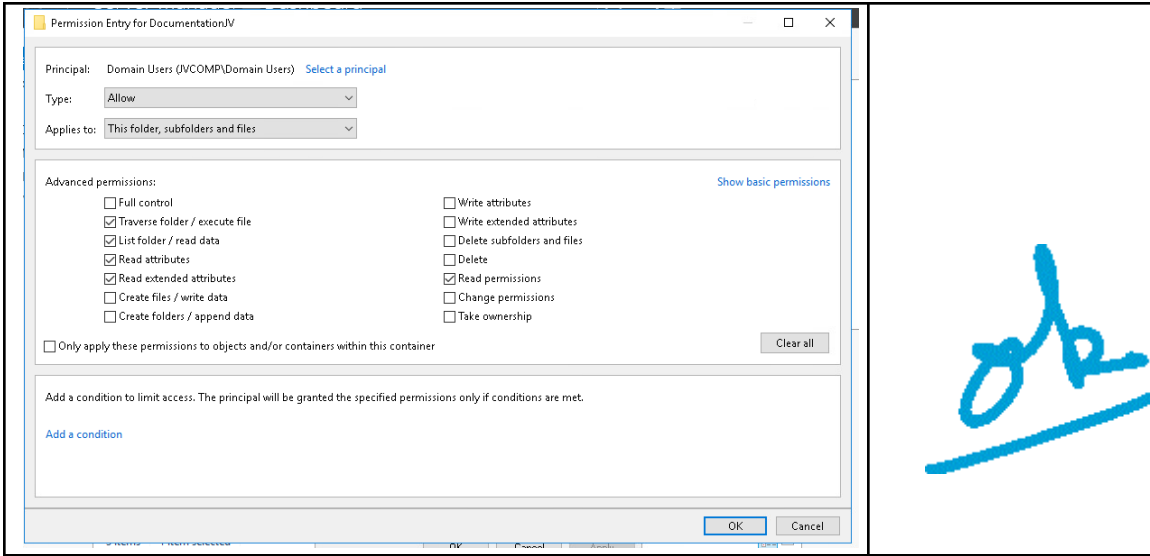 Permission Entry for DocumentationJV
Principal: Domain Users (JVCOMP\Domain Users) Select a principal
Type: Allow
Applies to: This folder, subfolders and files
Advanced permissions: Show basic permissions
Full control Write attributes
Traverse folder / execute file Write extended attributes
List folder / read data Delete subfolders and files
Read attributes Delete
Read extended attributes Read permissions
Create files / write data Change permissions
Create folders / append data Take ownership
Only apply these permissions to objects and/or containers within this container Clear all
Add a condition to limit access. The principal will be granted the specified permissions only if conditions are met.
Add a condition
OK Cancel
ok